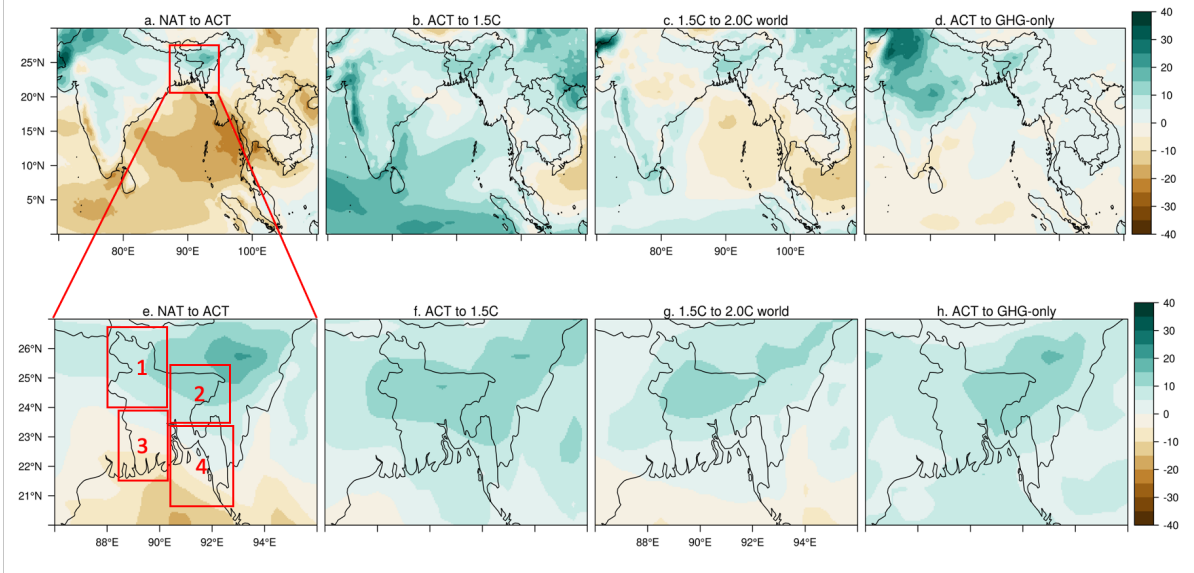 a. NAT to ACT
b. ACT to 1.5C
c. 1.5C to 2.0C world
d. ACT to GHG-only
25°N
20°N
15°N
10°N
5°N
80°E
90°E
100°E
80°E
90°E
100°E
40
30
20
10
0
-10
-20
-30
-40
e. NAT to ACT
f. ACT to 1.5C
g. 1.5C to 2.0C world
h. ACT to GHG-only
26°N
25°N
24°N
23°N
22°N
21°N
1
2
3
4
88°E
90°E
92°E
94°E
88°E
90°E
92°E
94°E
40
30
20
10
0
-10
-20
-30
-40